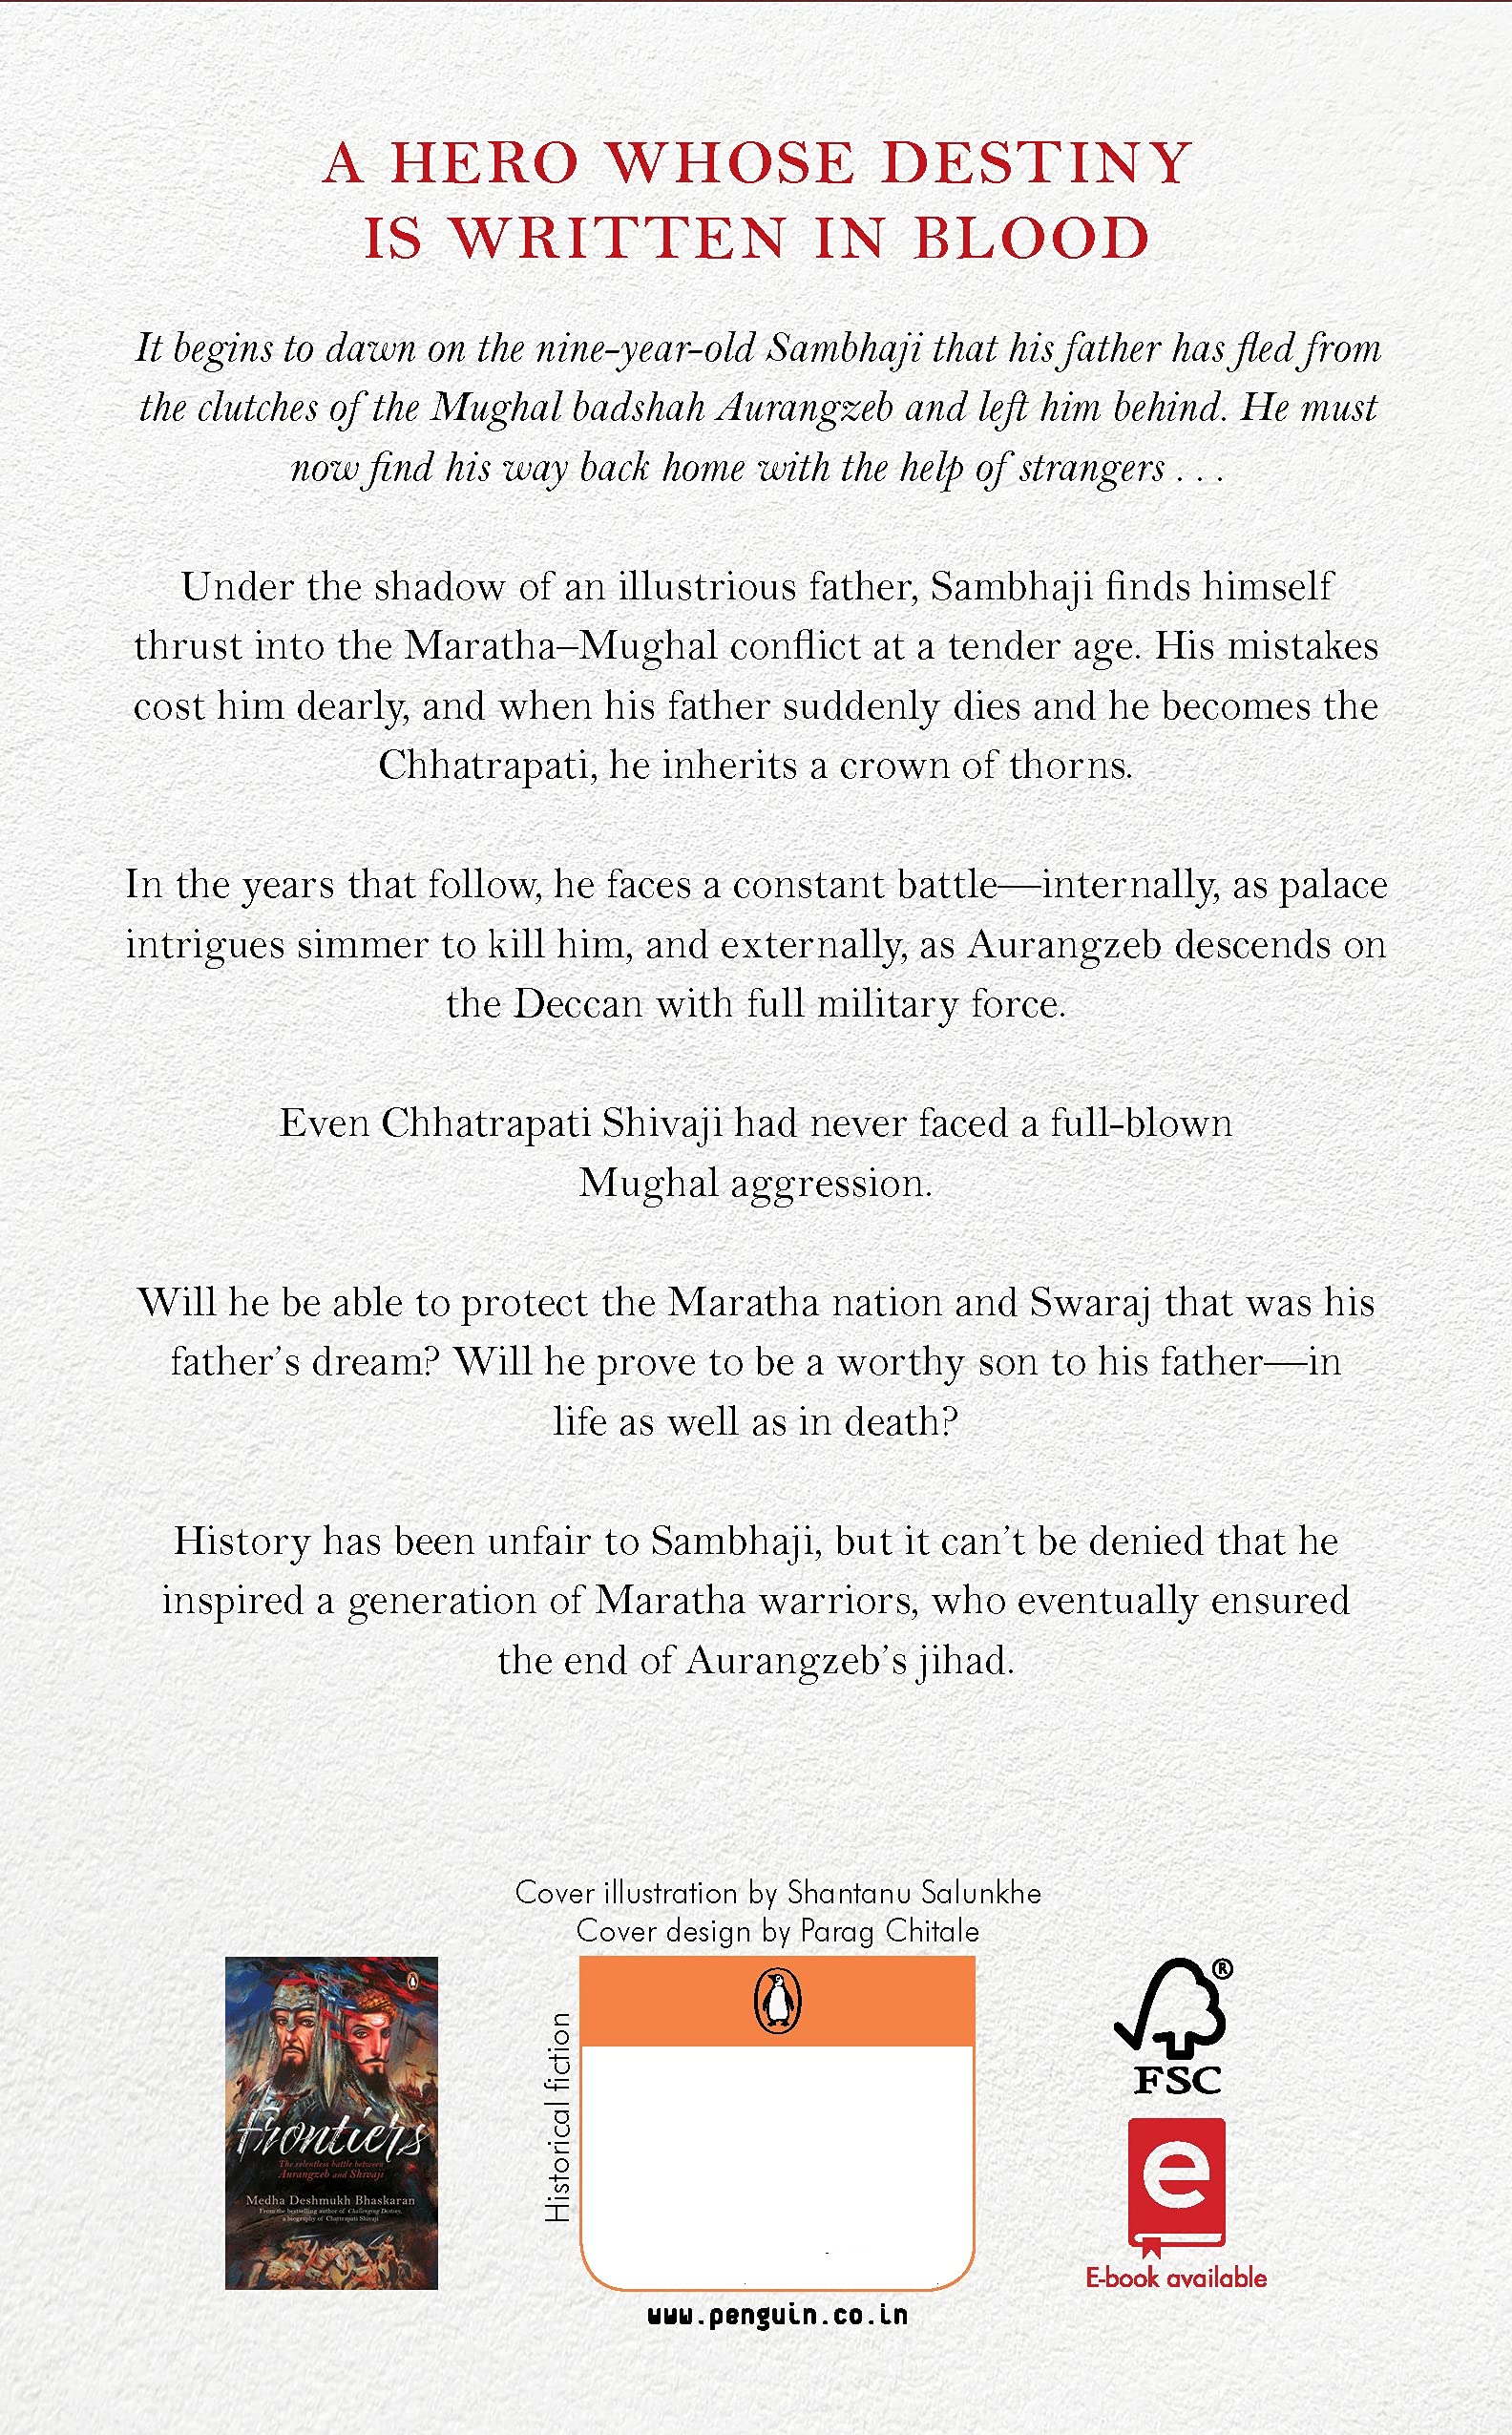 A HERO WHOSE DESTINY
IS WRITTEN IN BLOOD
It begins to dawn on the nine-year-old Sambhaji that his father has fled from
the clutches of the Mughal badshah Aurangzeb and left him behind. He must
now find his way back home with the help of strangers . . .
Under the shadow of an illustrious father, Sambhaji finds himself
thrust into the Maratha–Mughal conflict at a tender age. His mistakes
cost him dearly, and when his father suddenly dies and he becomes the
Chhatrapati, he inherits a crown of thorns.
In the years that follow, he faces a constant battle—internally, as palace
intrigues simmer to kill him, and externally, as Aurangzeb descends on
the Deccan with full military force.
Even Chhatrapati Shivaji had never faced a full-blown
Mughal aggression.
Will he be able to protect the Maratha nation and Swaraj that was his
father’s dream? Will he prove to be a worthy son to his father—in
life as well as in death?
History has been unfair to Sambhaji, but it can’t be denied that he
inspired a generation of Maratha warriors, who eventually ensured
the end of Aurangzeb’s jihad.
Cover illustration by Shantanu Salunkhe
Cover design by Parag Chitale
Frontiers
The relentless battle between
Aurangzeb and Shivaji
Medha Deshmukh Bhaskaran
From the bestselling author of Challenging Destiny,
a biography of Chattrapati Shivaji
Historical fiction
®
FSC
e
E-book available
www.penguin.co.in